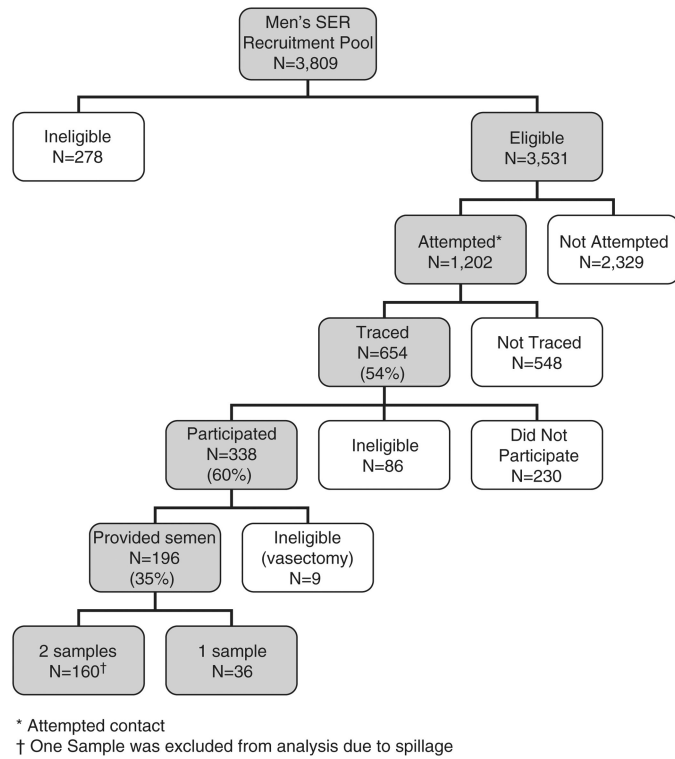 Men's SER
Recruitment Pool
N=3,809
Ineligible
N=278
Eligible
N=3,531
Attempted*
N=1,202
Not Attempted
N=2,329
Traced
N=654
(54%)
Not Traced
N=548
Participated
N=338
(60%)
Ineligible
N=86
Did Not
Participate
N=230
Provided semen
N=196
(35%)
Ineligible
(vasectomy)
N=9
2 samples
N=160†
1 sample
N=36
* Attempted contact
† One Sample was excluded from analysis due to spillage